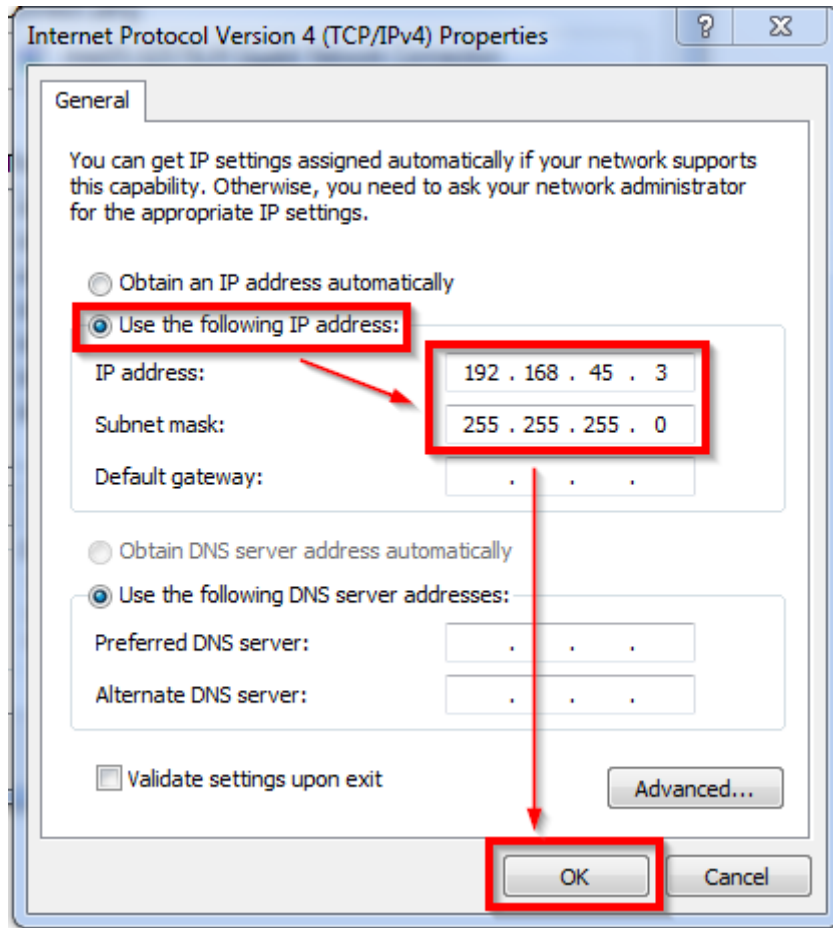 Internet Protocol Version 4 (TCP/IPv4) Properties
General
You can get IP settings assigned automatically if your network supports
this capability. Otherwise, you need to ask your network administrator
for the appropriate IP settings.
Obtain an IP address automatically
Use the following IP address:
IP address: 192 . 168 . 45 . 3
Subnet mask: 255 . 255 . 255 . 0
Default gateway: . . .
Obtain DNS server address automatically
Use the following DNS server addresses:
Preferred DNS server: . . .
Alternate DNS server: . . .
Validate settings upon exit
Advanced...
OK Cancel